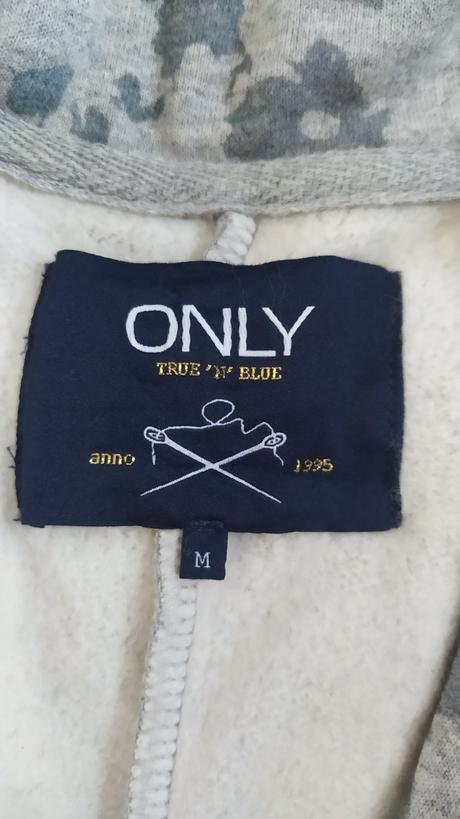 ONLY
TRUE 'N' BLUE
anno 1995
M